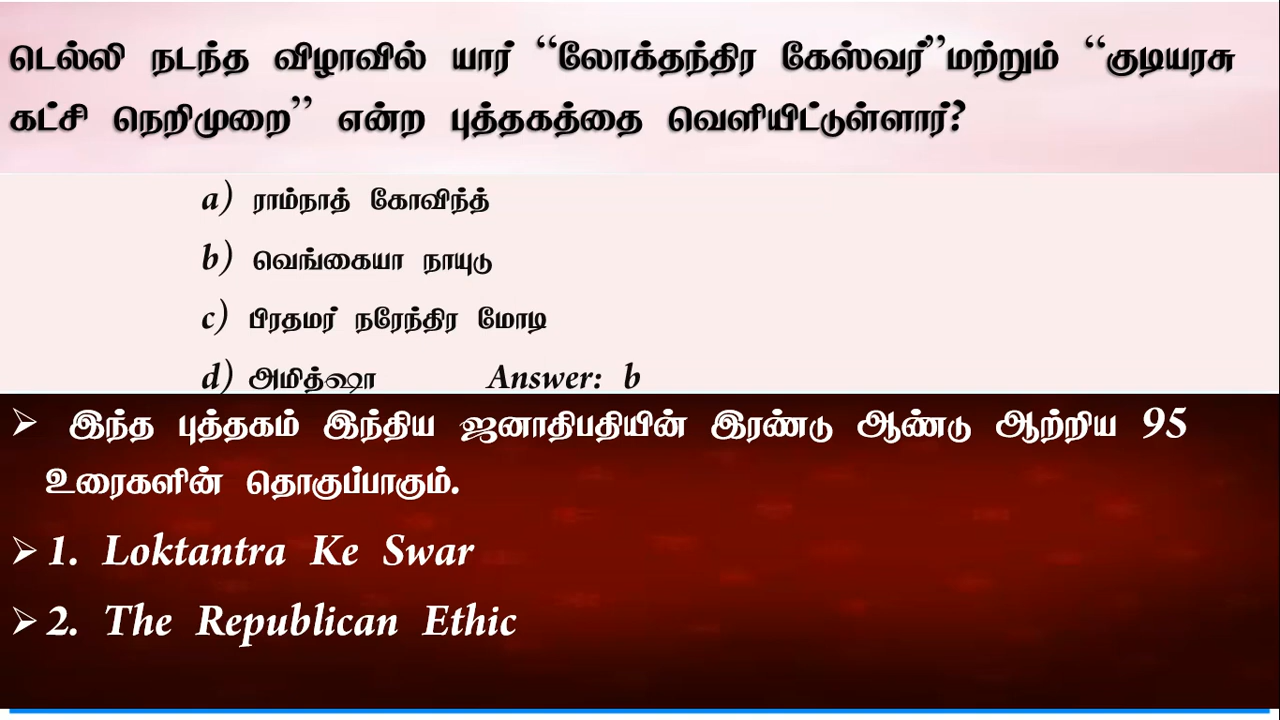 டெல்லி நடந்த விழாவில் யார் “லோக்தந்திர கேஸ்வர்”மற்றும் “குடியரசு
கட்சி நெறிமுறை” என்ற புத்தகத்தை வெளியிட்டுள்ளார்?
a) ராம்நாத் கோவிந்த்
b) வெங்கையா நாயுடு
c) பிரதமர் நரேந்திர மோடி
d) அமித்ஷா Answer: b
➢ இந்த புத்தகம் இந்திய ஜனாதிபதியின் இரண்டு ஆண்டு ஆற்றிய 95
உரைகளின் தொகுப்பாகும்.
➢ 1. Loktantra Ke Swar
➢ 2. The Republican Ethic